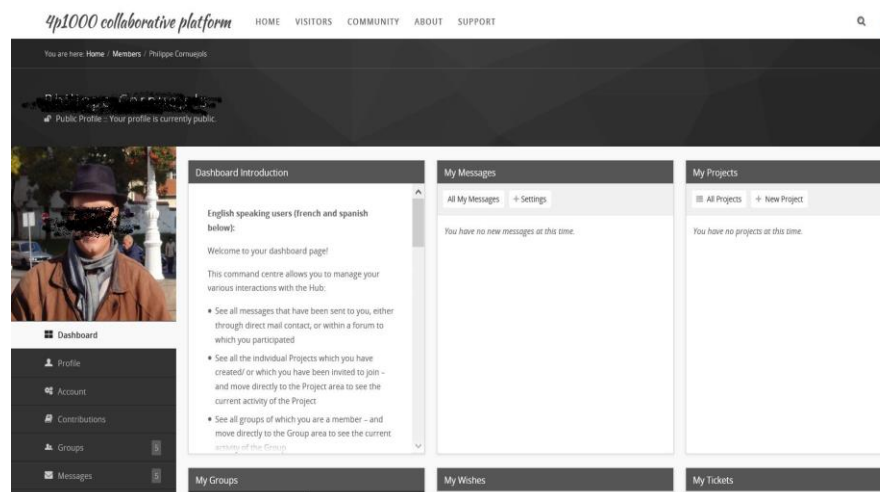 4p1000 collaborative platform
HOME VISITORS COMMUNITY ABOUT SUPPORT
You are here: Home / Members / Philippe Cornuejols
Public Profile :: Your profile is currently public.
Dashboard
Profile
Account
Contributions
Groups 5
Messages 5
Dashboard Introduction
English speaking users (french and spanish
below):
Welcome to your dashboard page!
This command centre allows you to manage your
various interactions with the Hub:
• See all messages that have been sent to you, either
through direct mail contact, or within a forum to
which you participated
• See all the individual Projects which you have
created/ or which you have been invited to join –
and move directly to the Project area to see the
current activity of the Project
• See all groups of which you are a member – and
move directly to the Group area to see the current
activity of the Group
My Messages
All My Messages + Settings
You have no new messages at this time.
My Projects
All Projects + New Project
You have no projects at this time.
My Groups
My Wishes
My Tickets